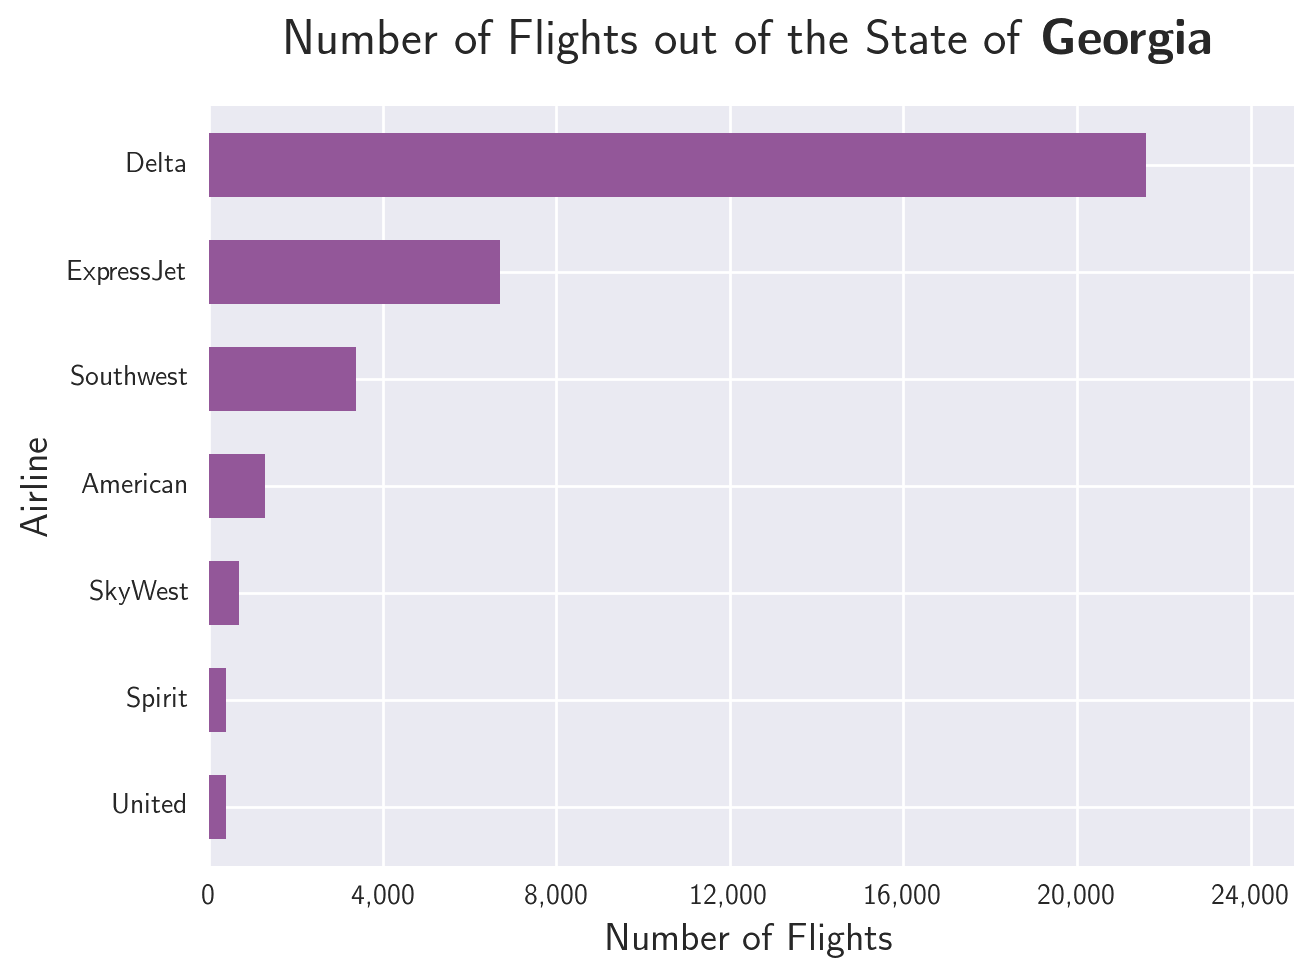 Number of Flights out of the State of Georgia
Delta
ExpressJet
Southwest
American
SkyWest
Spirit
United
Airline
0
4,000
8,000
12,000
16,000
20,000
24,000
Number of Flights